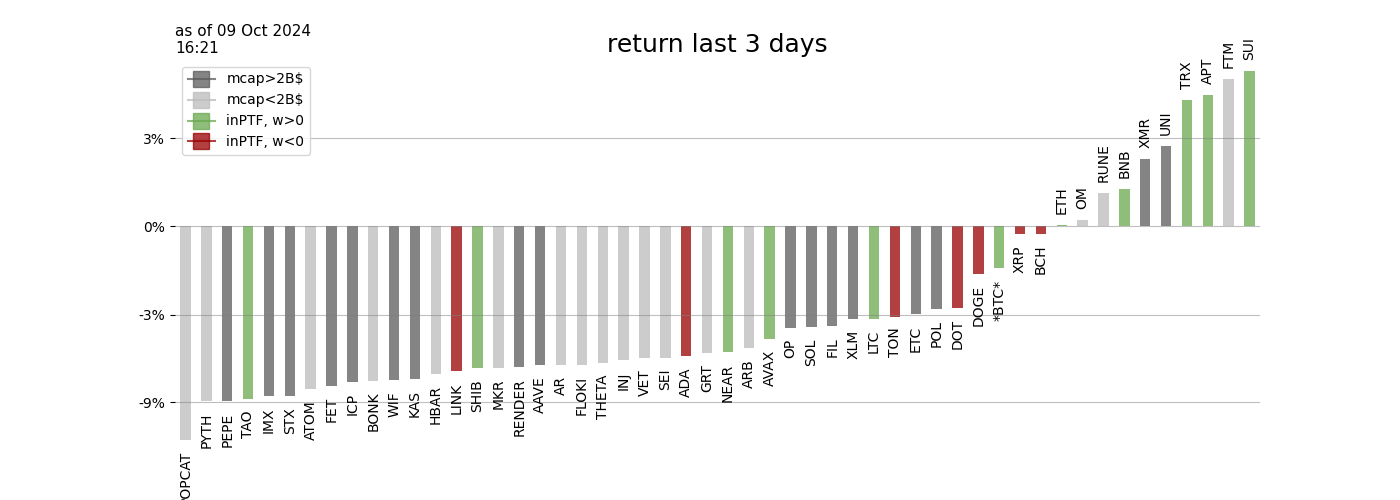 as of 09 Oct 2024
16:21
return last 3 days
mcap>2B$
mcap<2B$
inPTF, w>0
inPTF, w<0
3%
0%
-3%
-9%
OPCAT
PYTH
PEPE
TAO
IMX
STX
ATOM
FET
ICP
BONK
WIF
KAS
HBAR
LINK
SHIB
MKR
RENDER
AAVE
AR
FLOKI
THETA
INJ
VET
SEI
ADA
GRT
NEAR
ARB
AVAX
OP
SOL
FIL
XLM
LTC
TON
ETC
POL
DOT
DOGE
*BTC*
XRP
BCH
ETH
OM
RUNE
BNB
XMR
UNI
TRX
APT
FTM
SUI